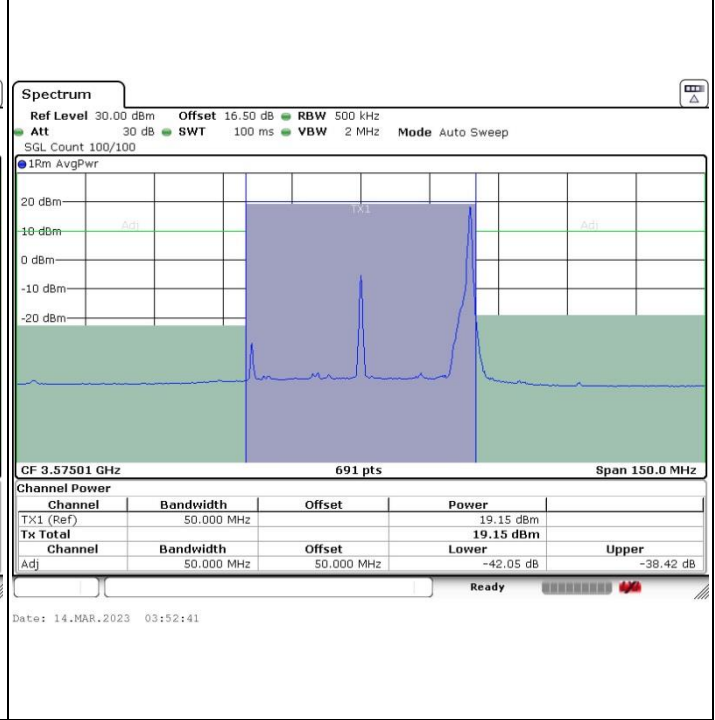 Spectrum
Ref Level 30.00 dBm Offset 16.50 dB RBW 500 kHz
Att 30 dB SWT 100 ms VBW 2 MHz Mode Auto Sweep
SGL Count 100/100
1Rm AvgPwr
20 dBm
TX1
Adj
Adj
10 dBm
0 dBm
-10 dBm
-20 dBm
CF 3.57501 GHz 691 pts Span 150.0 MHz
Channel Power
Channel Bandwidth Offset Power
TX1 (Ref) 50.000 MHz 19.15 dBm
Tx Total 19.15 dBm
Channel Bandwidth Offset Lower Upper
Adj 50.000 MHz 50.000 MHz -42.05 dB -38.42 dB
Ready
Date: 14.MAR.2023 03:52:41